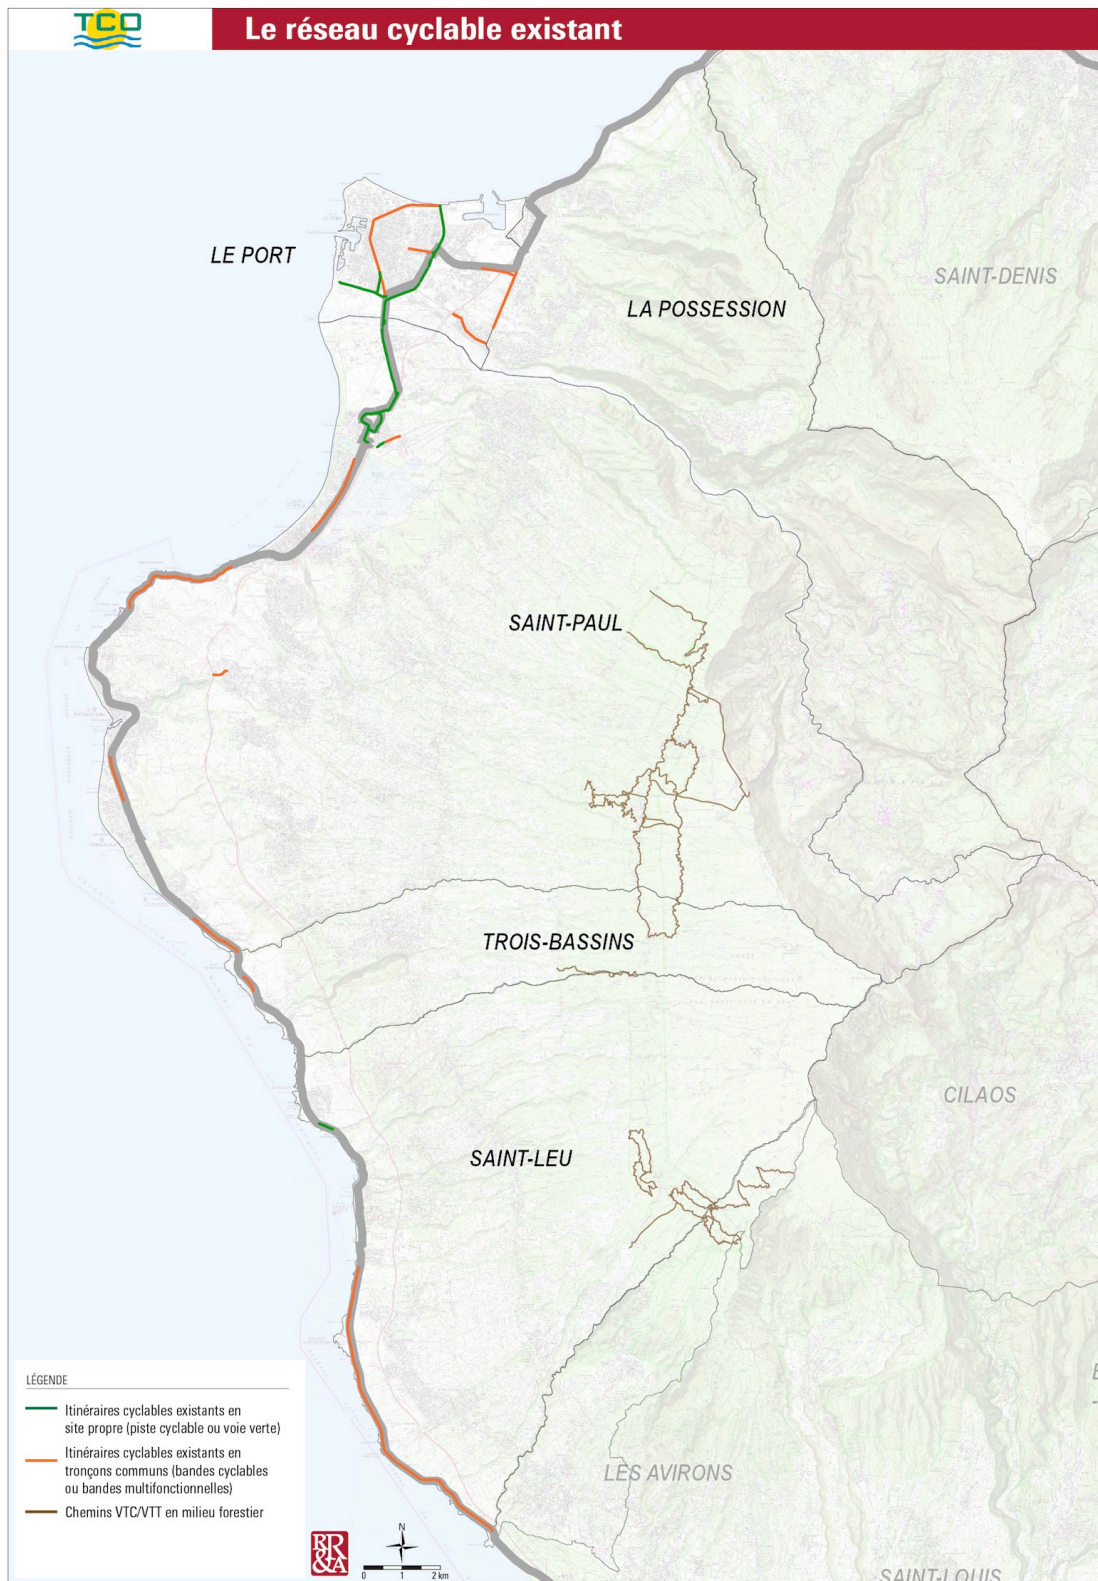 TCO
Le réseau cyclable existant
LE PORT
SAINT-DENIS
LA POSSESSION
SAINT-PAUL
TROIS-BASSINS
CILAOS
SAINT-LEU
LES AVIRONS
SAINT-LOUIS
LÉGENDE
Itinéraires cyclables existants en
site propre (piste cyclable ou voie verte)
Itinéraires cyclables existants en
tronçons communs (bandes cyclables
ou bandes multifonctionnelles)
Chemins VTC/VTT en milieu forestier
BR
&A
N
0 1 2 km